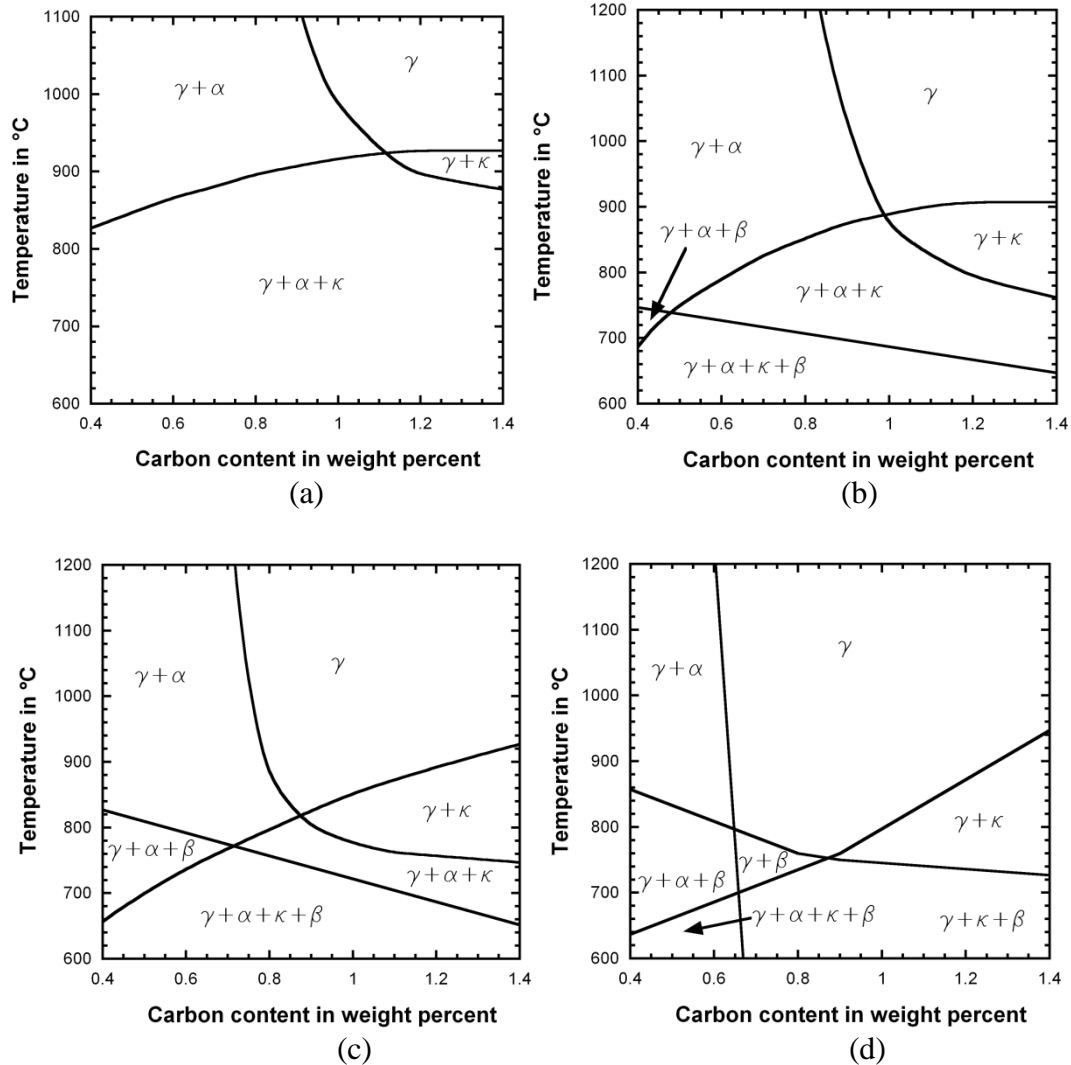 1100
1000
900
800
700
600
0.4
0.6
0.8
1
1.2
1.4
Temperature in °C
Carbon content in weight percent
γ+α
γ
γ+κ
γ+α+κ
(a)
1200
1100
1000
900
800
700
600
0.4
0.6
0.8
1
1.2
1.4
Temperature in °C
Carbon content in weight percent
γ
γ+α
γ+α+β
γ+κ
γ+α+κ
γ+α+κ+β
(b)
1200
1100
1000
900
800
700
600
0.4
0.6
0.8
1
1.2
1.4
Temperature in °C
Carbon content in weight percent
γ+α
γ
γ+κ
γ+α+β
γ+α+κ
γ+α+κ+β
(c)
1200
1100
1000
900
800
700
600
0.4
0.6
0.8
1
1.2
1.4
Temperature in °C
Carbon content in weight percent
γ+α
γ
γ+κ
γ+β
γ+α+β
γ+α+κ+β
γ+κ+β
(d)